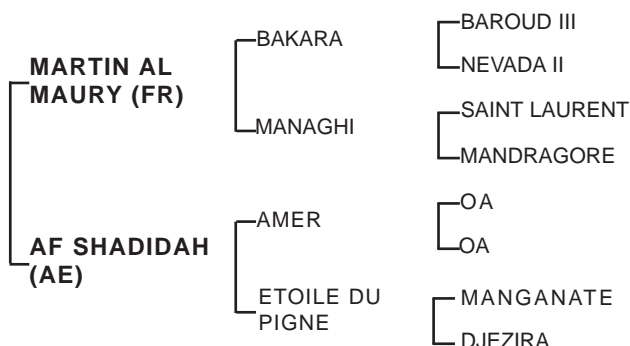 BAROUD III
BAKARA
MARTIN AL
MAURY (FR)
NEVADA II
SAINT LAURENT
MANAGHI
MANDRAGORE
OA
AMER
AF SHADIDAH
(AE)
OA
ETOILE DU
PIGNE
MANGANATE
DJEZIRA